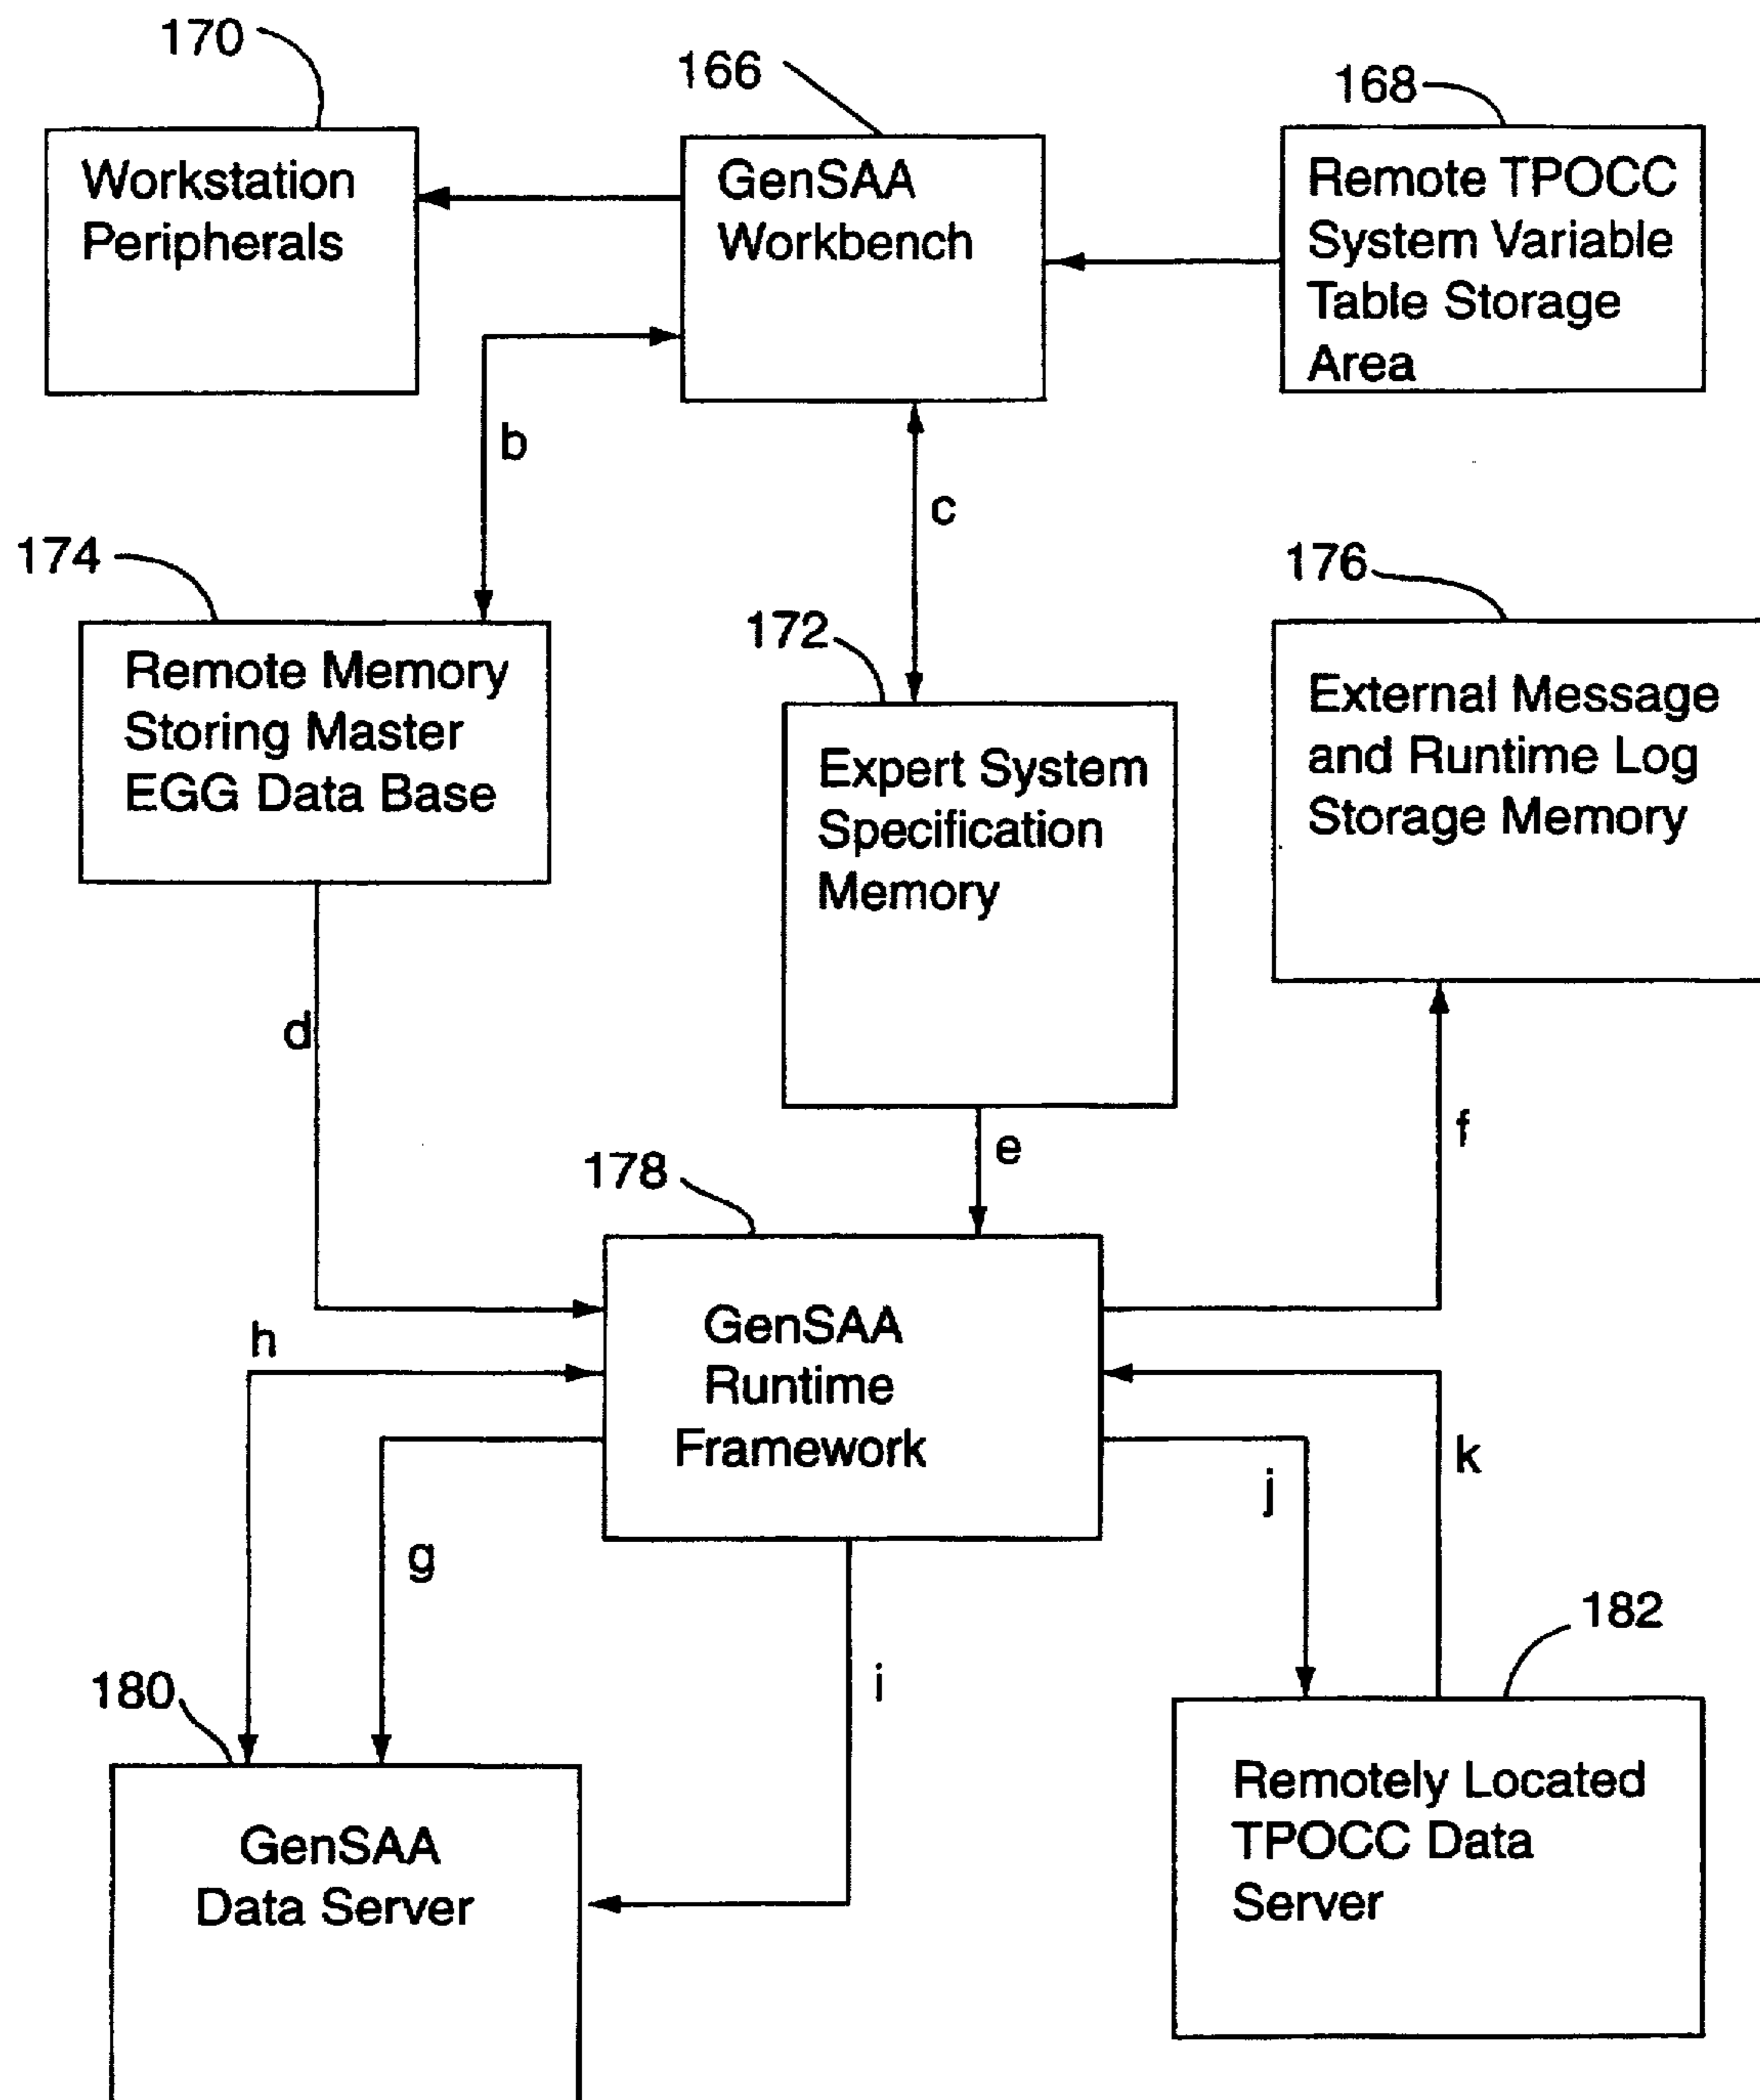 170
166
168
Workstation
Peripherals
GenSAA
Workbench
Remote TPOCC
System Variable
Table Storage
Area
b
c
174
172
176
Remote Memory
Storing Master
EGG Data Base
Expert System
Specification
Memory
External Message
and Runtime Log
Storage Memory
d
e
f
178
GenSAA
Runtime
Framework
h
g
i
j
k
180
182
GenSAA
Data Server
Remotely Located
TPOCC Data
Server